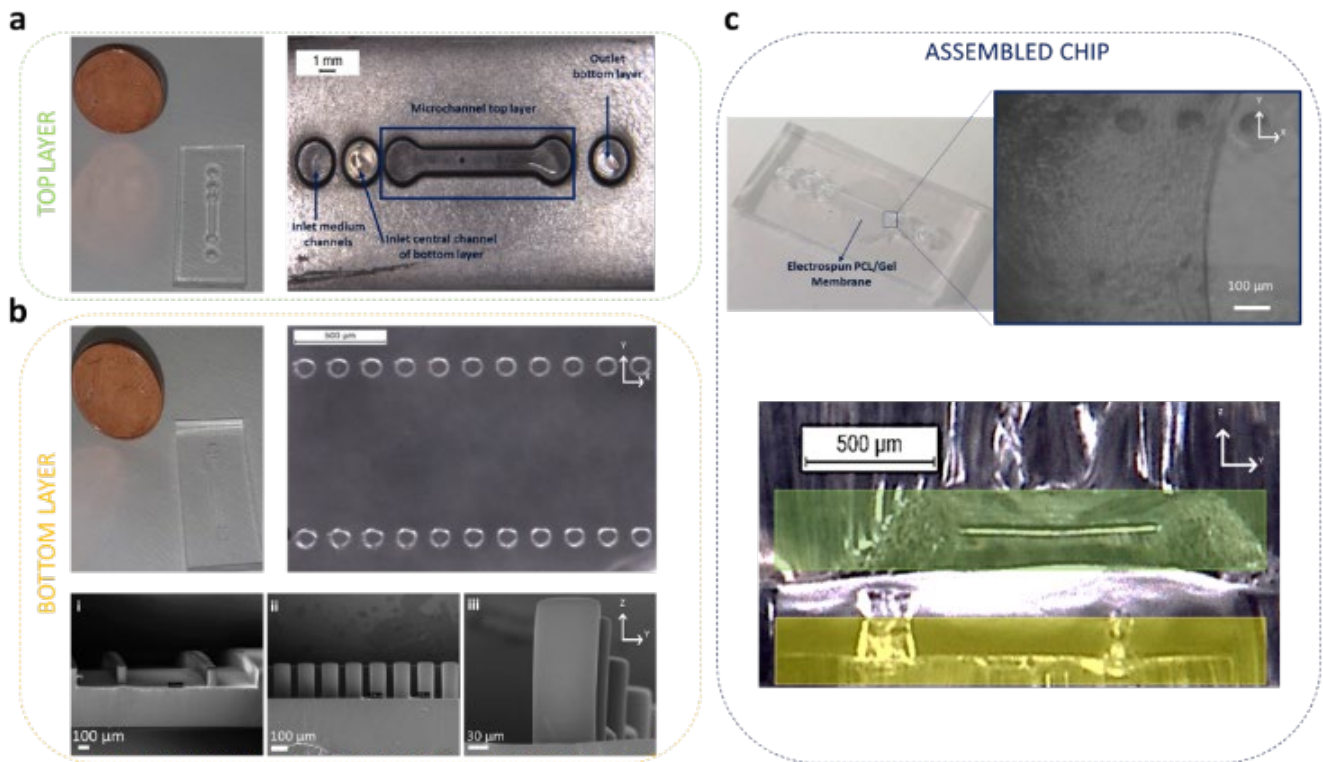 a
TOP LAYER
1 mm
Outlet
bottom layer
Microchannel top layer
Inlet medium
channels
Inlet central channel
of bottom layer
b
BOTTOM LAYER
500 µm
Y
X
i
100 µm
ii
100 µm
iii
Z
Y
30 µm
c
ASSEMBLED CHIP
Electrospun PCL/Gel
Membrane
Y
X
100 µm
500 µm
Z
Y